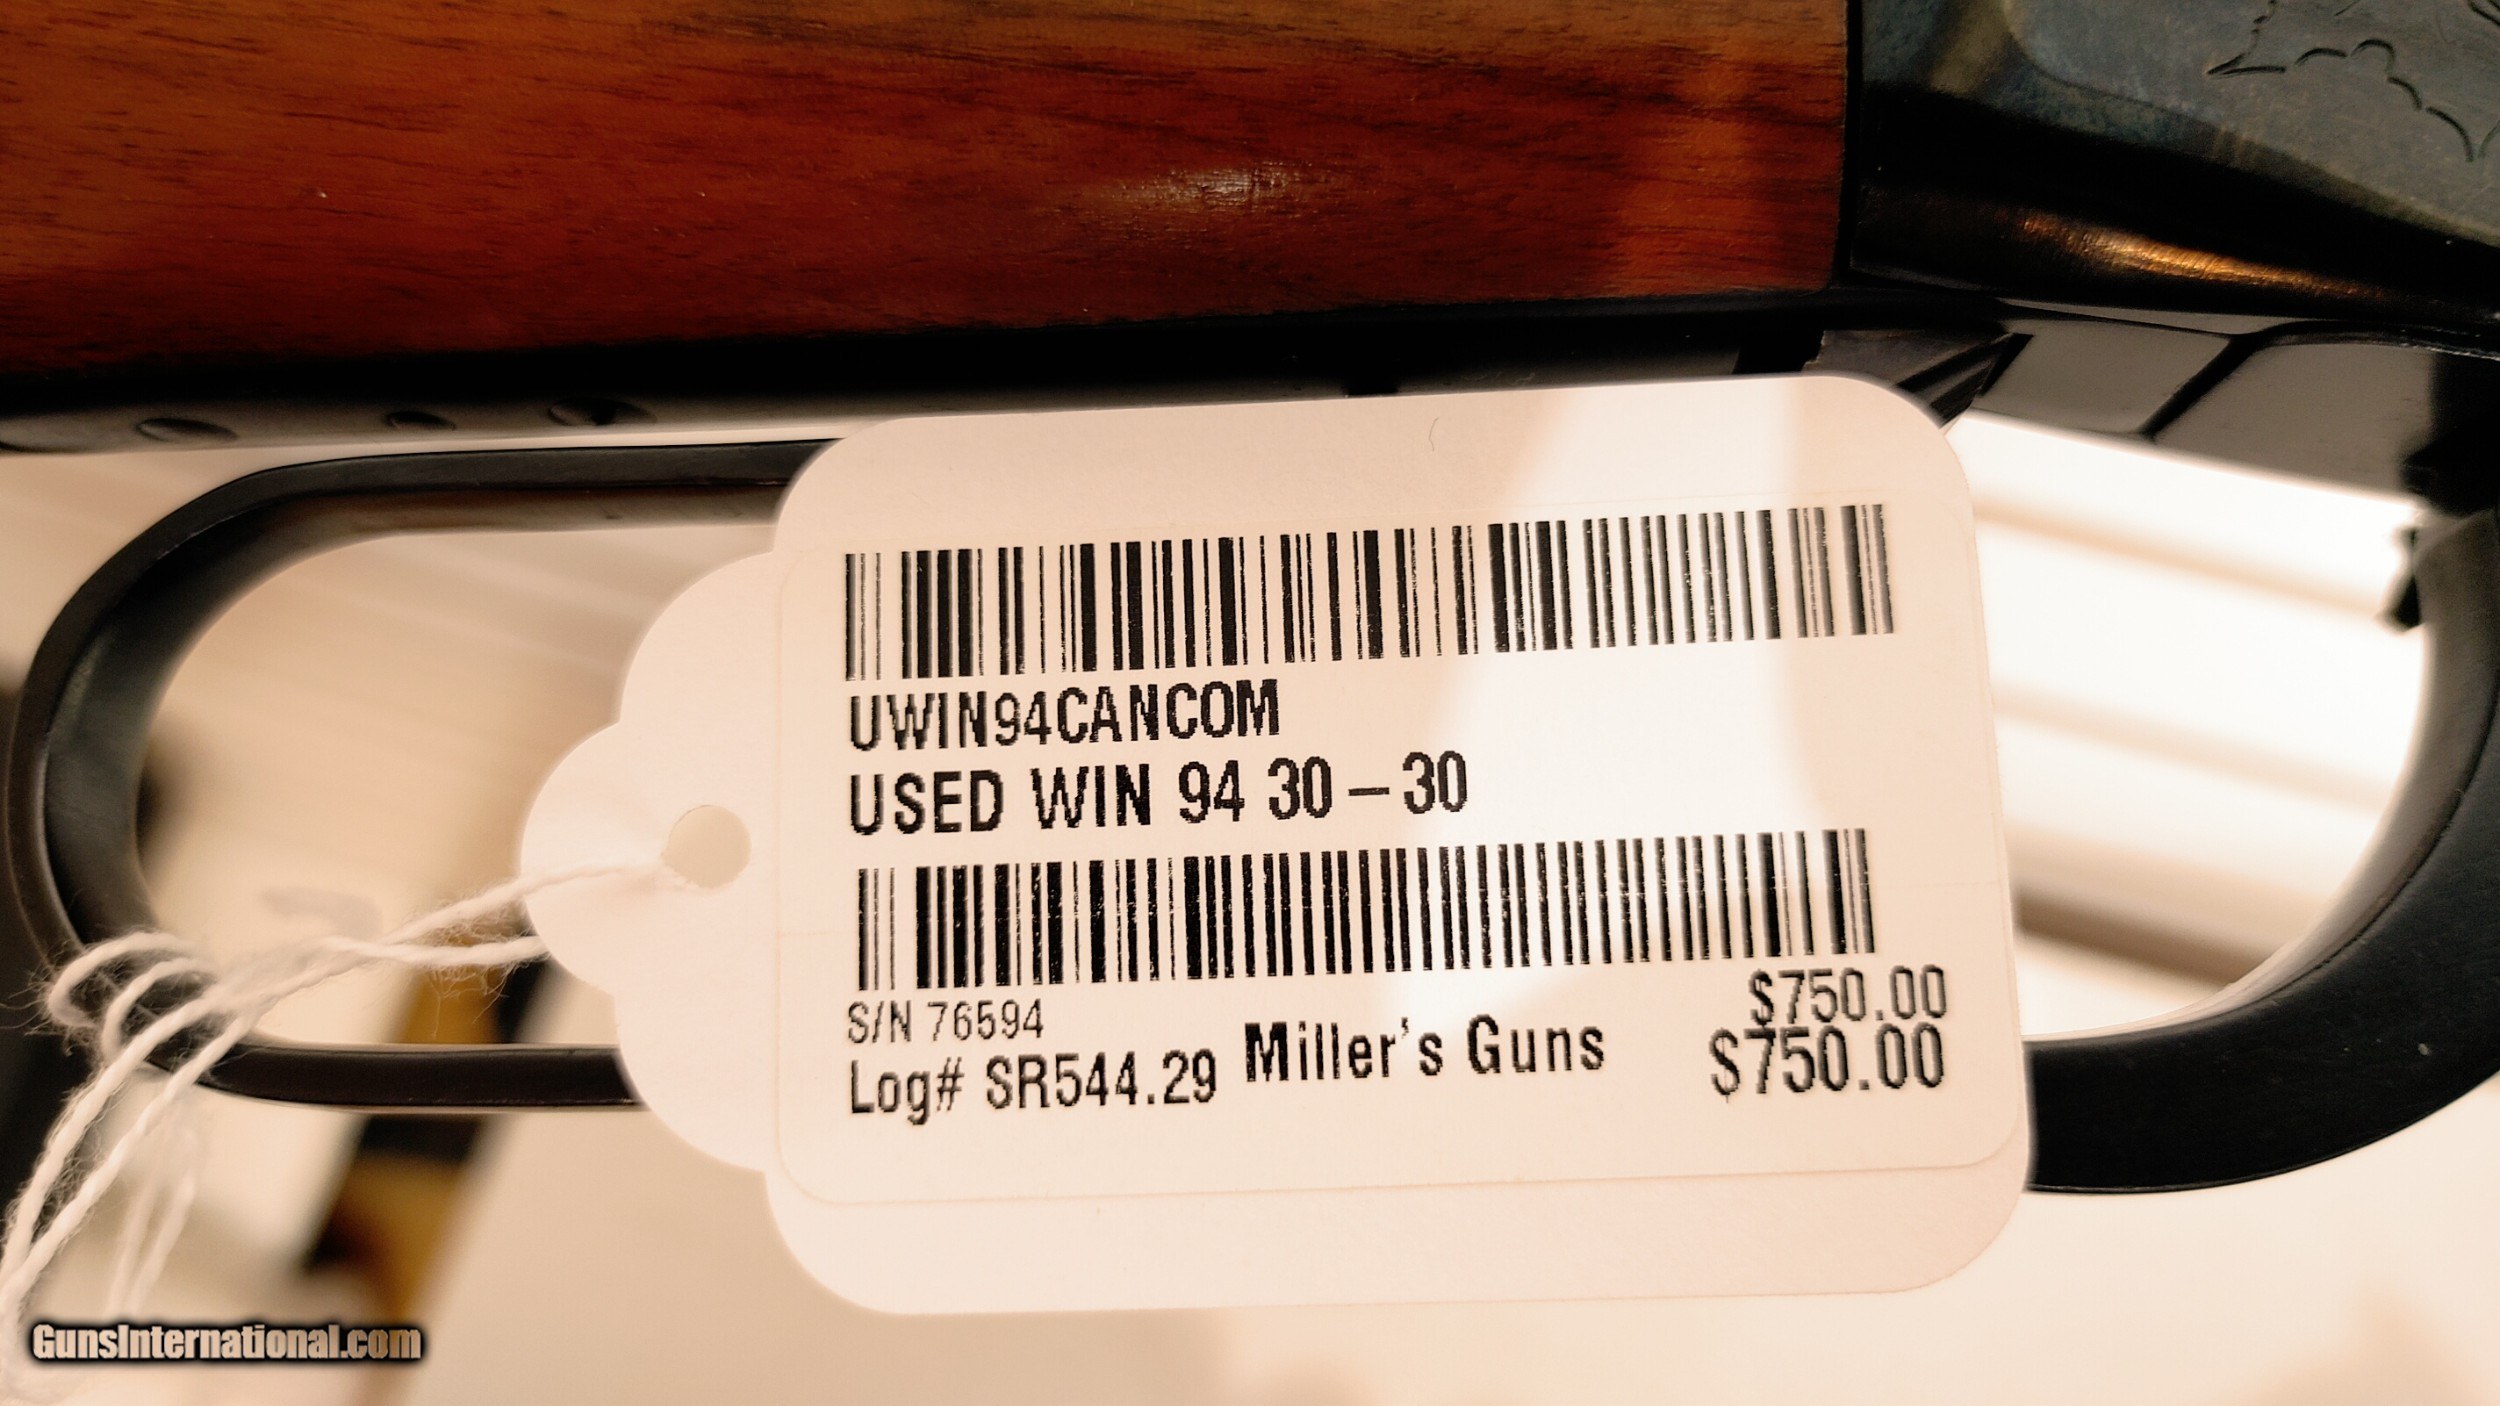 UWIN94CANCOM
USED WIN 94 30-30
$750.00
S/N 76594
Log# SR544.29 Miller's Guns $750.00
GunsInternational.com